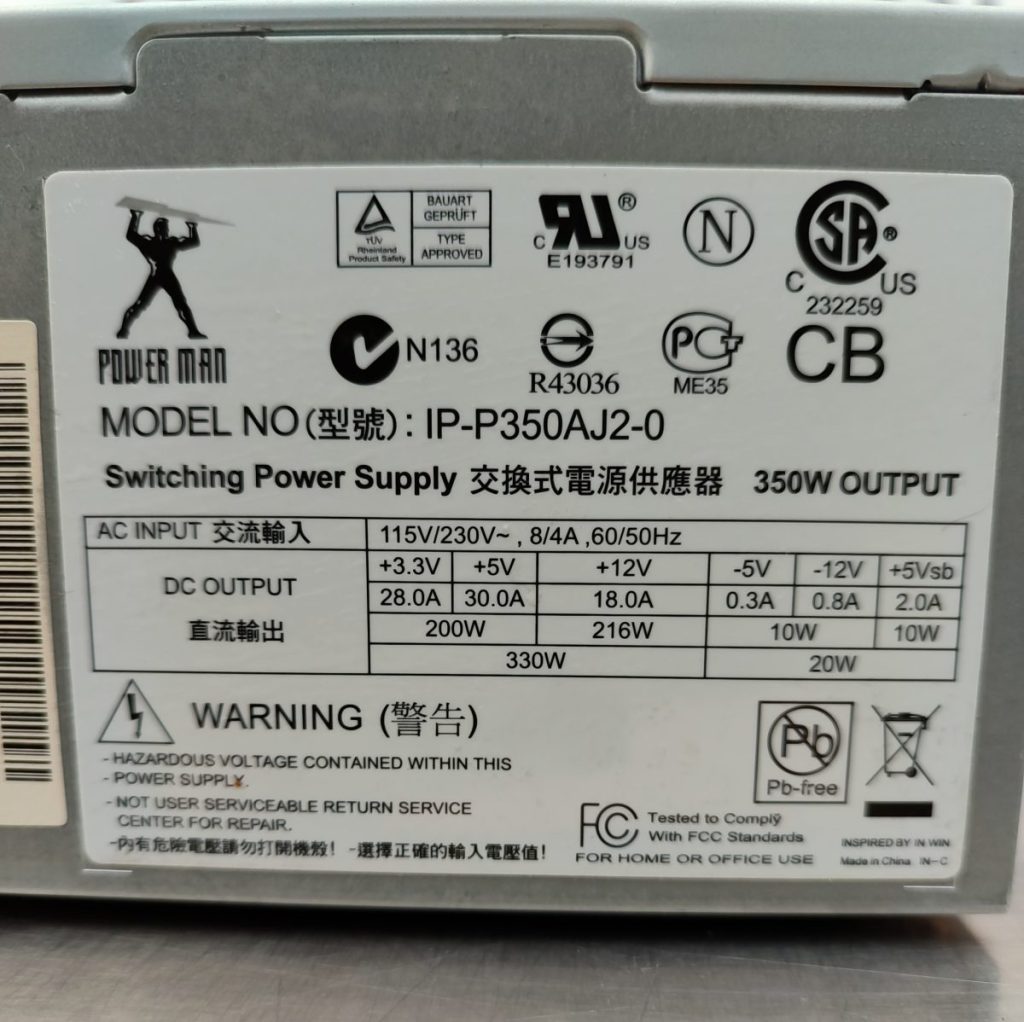 BAUART
GEPRÜFT
TÜV
Rheinland
Product Safety
TYPE
APPROVED
C RU ® US
E193791
N
SA ®
C US
232259
POWER MAN
N136
R43036
PCT
ME35
CB
MODEL NO(型號): IP-P350AJ2-0
Switching Power Supply 交換式電源供應器 350W OUTPUT
AC INPUT 交流輸入 115V/230V~ , 8/4A ,60/50Hz
DC OUTPUT
直流輸出
+3.3V +5V +12V -5V -12V +5Vsb
28.0A 30.0A 18.0A 0.3A 0.8A 2.0A
200W 216W 10W 10W
330W 20W
WARNING (警告)
- HAZARDOUS VOLTAGE CONTAINED WITHIN THIS
- POWER SUPPLY.
- NOT USER SERVICEABLE RETURN SERVICE
CENTER FOR REPAIR.
-內有危險電壓請勿打開機殼! -選擇正確的輸入電壓值!
Pb
Pb-free
FC Tested to Comply
With FCC Standards
FOR HOME OR OFFICE USE
INSPIRED BY IN WIN
Made in China IN-C